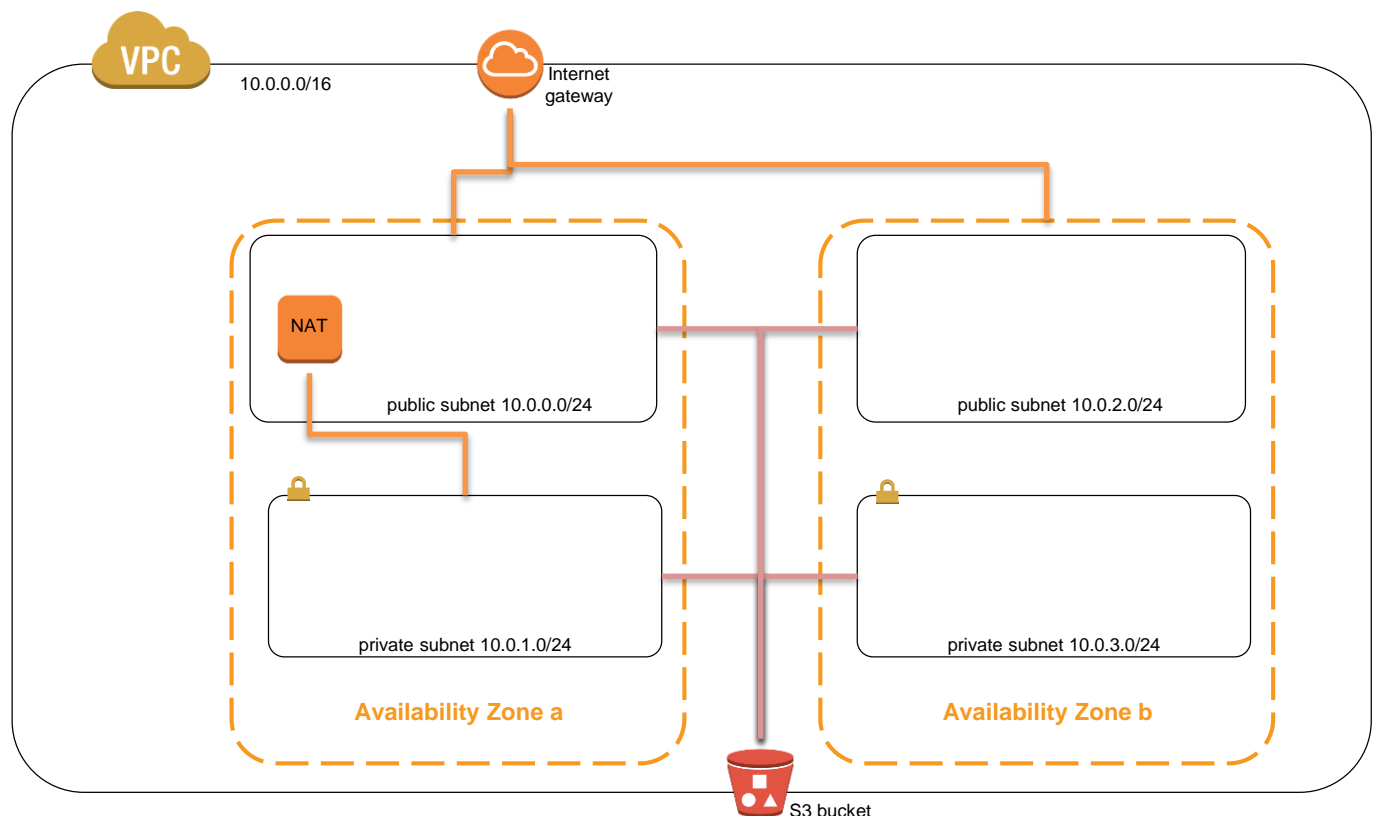 VPC
10.0.0.0/16
Internet
gateway
NAT
public subnet 10.0.0.0/24
public subnet 10.0.2.0/24
private subnet 10.0.1.0/24
private subnet 10.0.3.0/24
Availability Zone a
Availability Zone b
S3 bucket